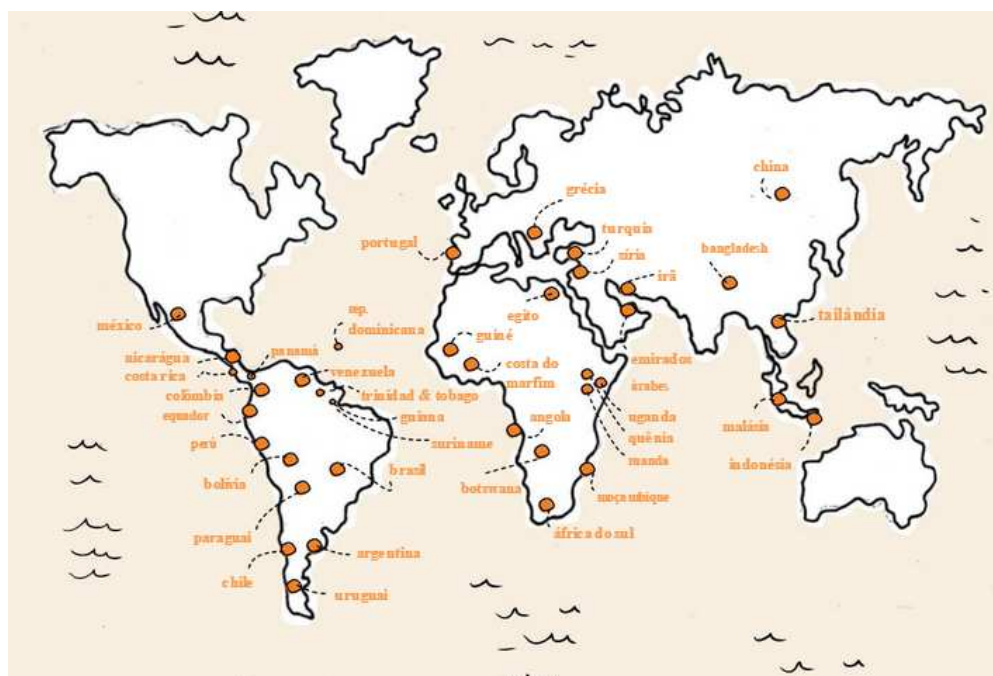 china
grécia
turquia
portugal
síria
bangladesh
irã
egito
méxico
tailândia
rep.
dominicana
guiné
nicarágua
panamá
costa rica
venezuela
costa do
marfim
emirados
árabes
colômbia
trinidad & tobago
equador
guiana
angola
uganda
suriname
quênia
malásia
peru
ruanda
indonésia
bolívia
brasil
botswana
moçambique
paraguai
áfrica do sul
argentina
chile
uruguai